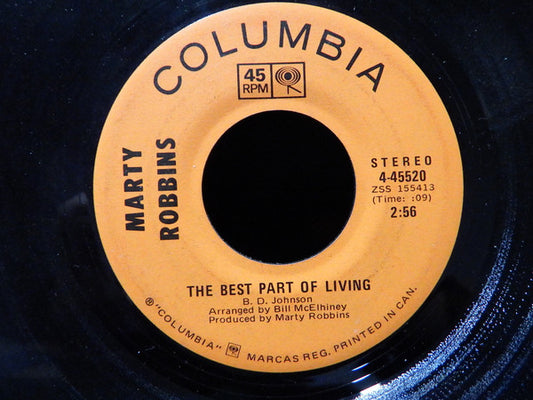 COLUMBIA
45
RPM
MARTY
ROBBINS
STEREO
4-45520
ZSS 155413
(Time: :09)
2:56
THE BEST PART OF LIVING
B. D. Johnson
Arranged by Bill McElhiney
Produced by Marty Robbins
® "COLUMBIA" MARCAS REG. PRINTED IN CAN.